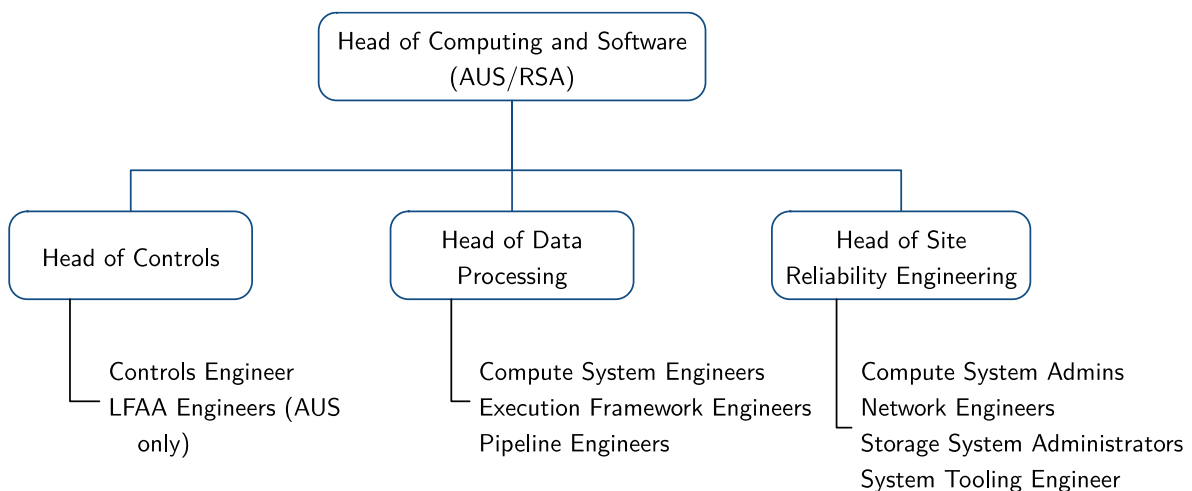 Head of Computing and Software
(AUS/RSA)
Head of Controls
Head of Data
Processing
Head of Site
Reliability Engineering
Controls Engineer
LFAA Engineers (AUS
only)
Compute System Engineers
Execution Framework Engineers
Pipeline Engineers
Compute System Admins
Network Engineers
Storage System Administrators
System Tooling Engineer